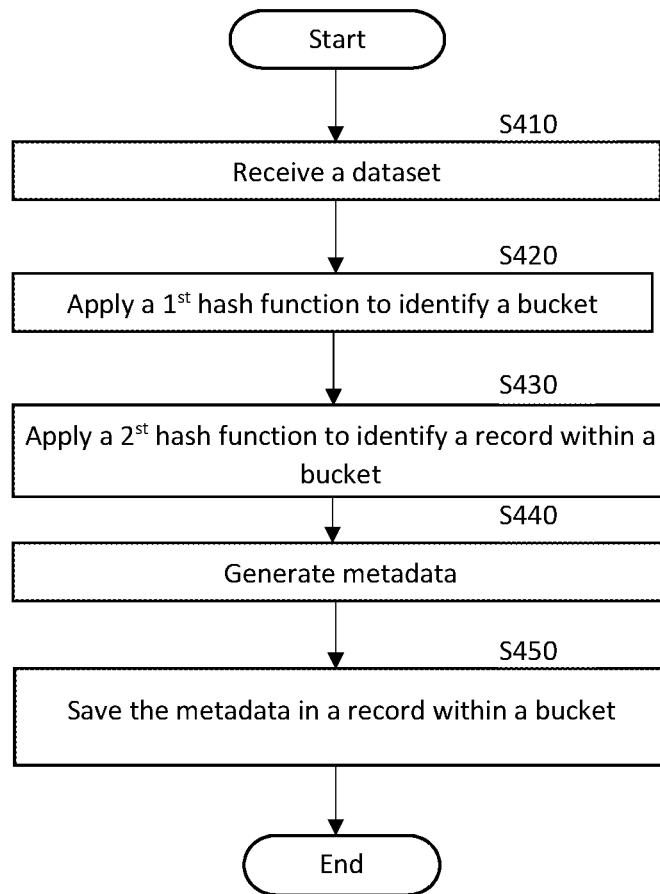 Start
S410
Receive a dataset
S420
Apply a 1st hash function to identify a bucket
S430
Apply a 2st hash function to identify a record within a
bucket
S440
Generate metadata
S450
Save the metadata in a record within a bucket
End